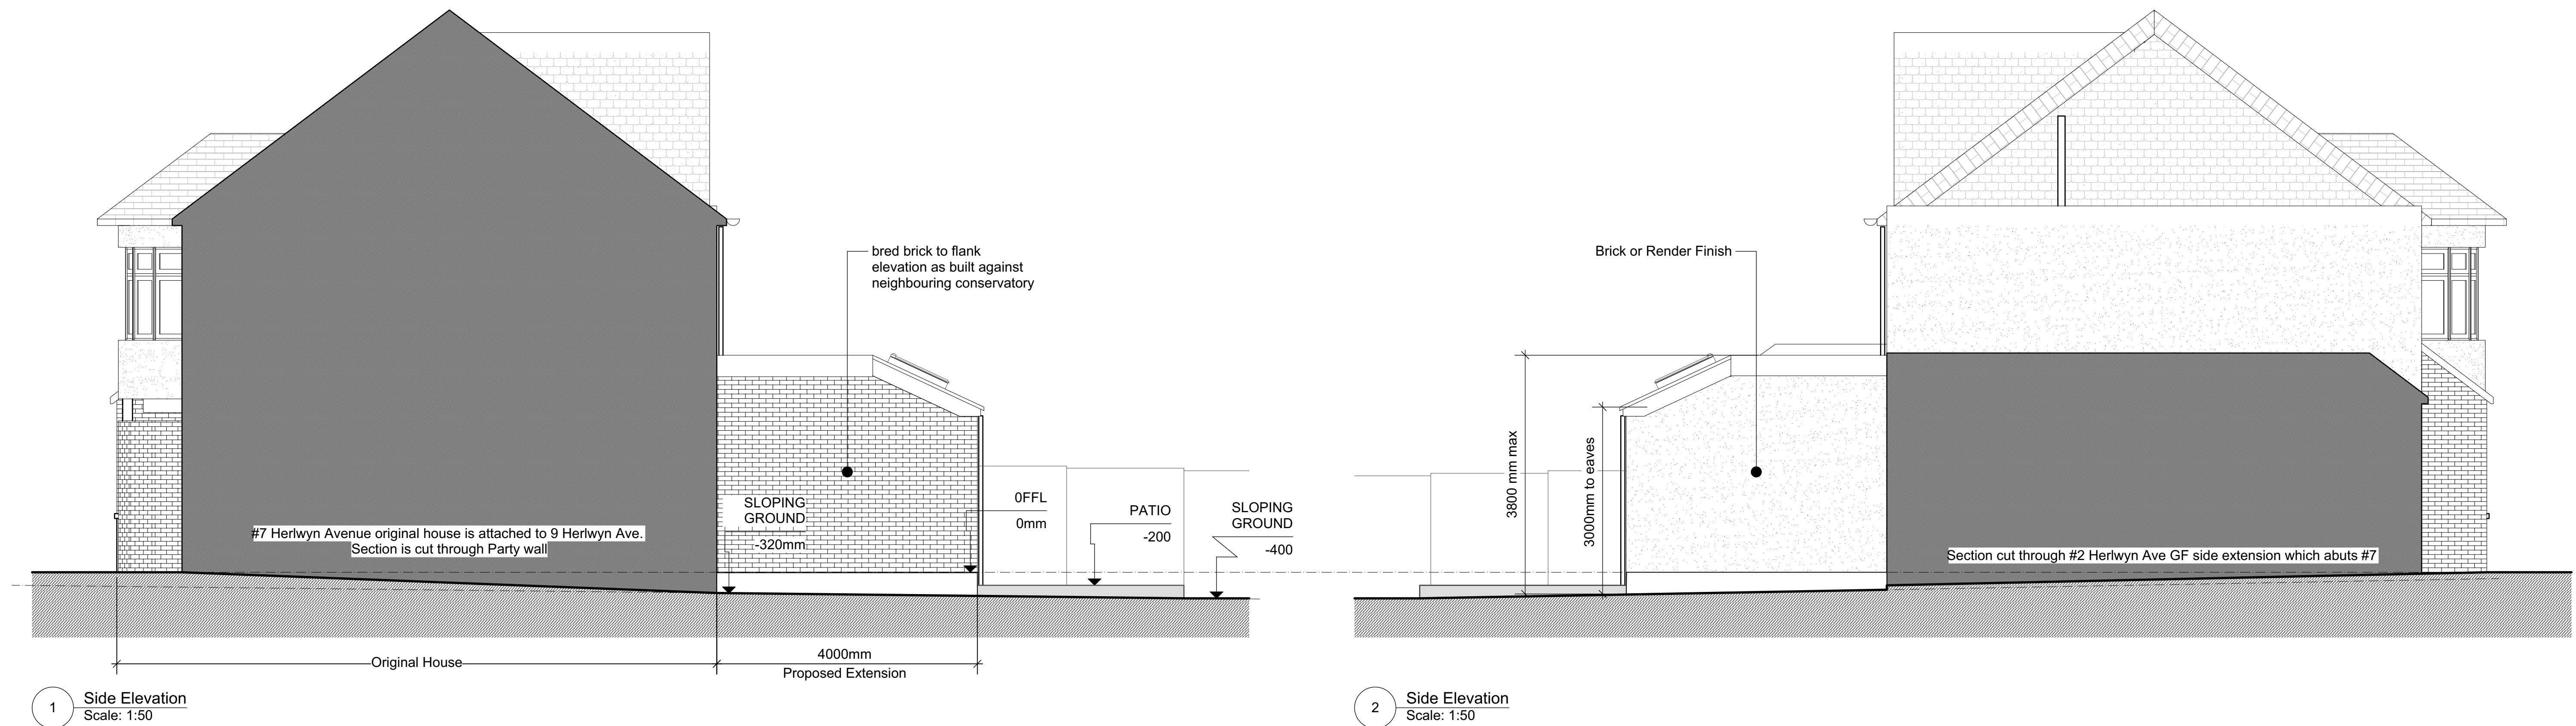 bred brick to flank
elevation as built against
neighbouring conservatory
SLOPING
GROUND
-320mm
0FFL
0mm
PATIO
-200
SLOPING
GROUND
-400
#7 Herlwyn Avenue original house is attached to 9 Herlwyn Ave.
Section is cut through Party wall
Original House
4000mm
Proposed Extension
1
Side Elevation
Scale: 1:50
Brick or Render Finish
3800 mm max
3000mm to eaves
Section cut through #2 Herlwyn Ave GF side extension which abuts #7
2
Side Elevation
Scale: 1:50